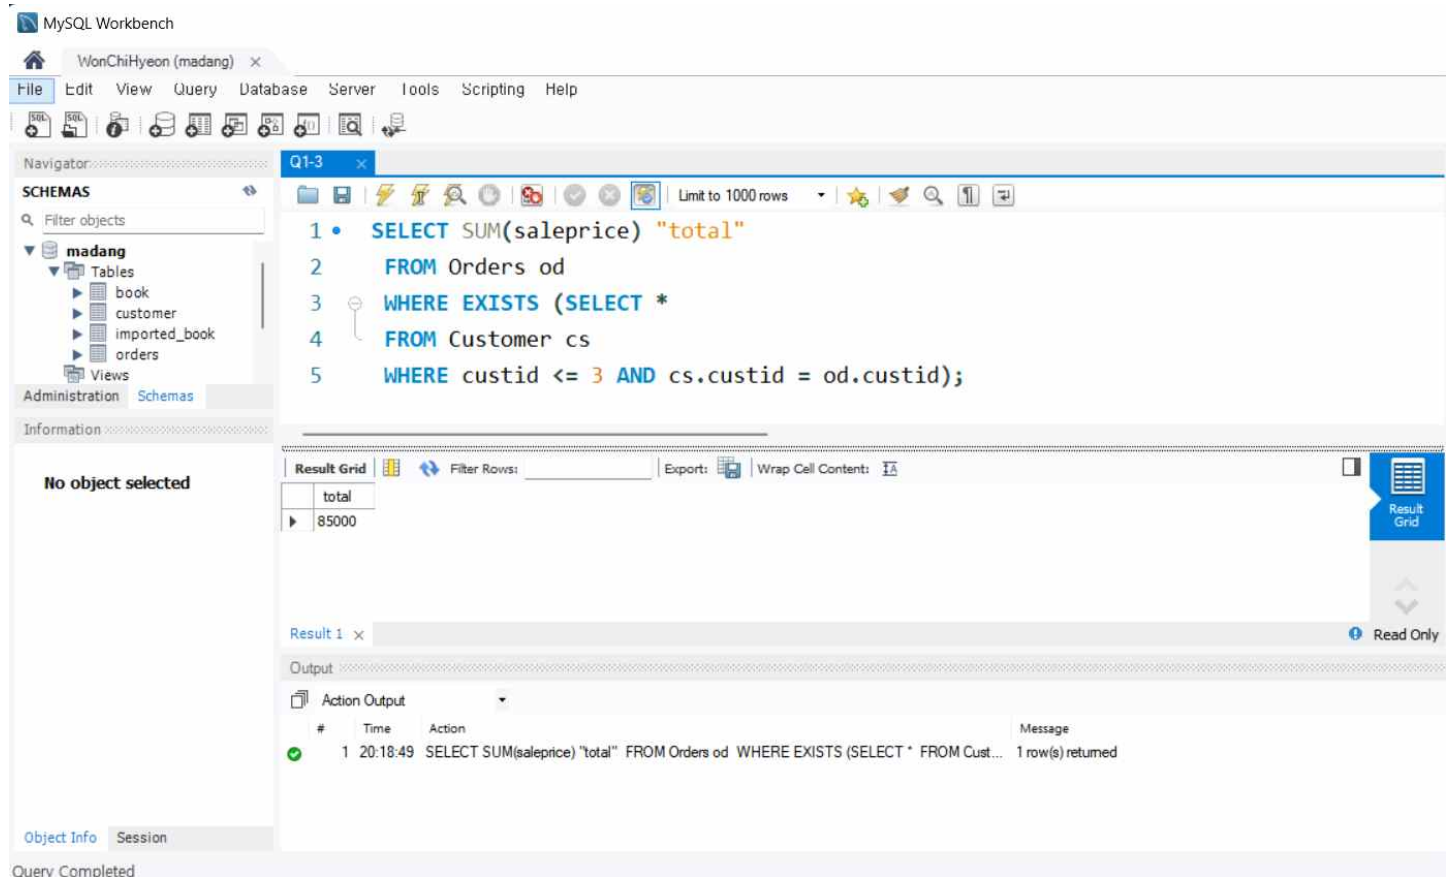 MySQL Workbench
WonChiHyeon (madang) ×
File Edit View Query Database Server Tools Scripting Help
Navigator
SCHEMAS
Filter objects
madang
Tables
book
customer
imported_book
orders
Views
Administration Schemas
Information
No object selected
Object Info Session
Query Completed
Q1-3 ×
Limit to 1000 rows
1 SELECT SUM(saleprice) "total"
2 FROM Orders od
3 WHERE EXISTS (SELECT *
4 FROM Customer cs
5 WHERE custid <= 3 AND cs.custid = od.custid);
Result Grid Filter Rows: Export: Wrap Cell Content:
total
85000
Result
Grid
Result 1 × Read Only
Output
Action Output
# Time Action Message
1 20:18:49 SELECT SUM(saleprice) "total" FROM Orders od WHERE EXISTS (SELECT * FROM Cust... 1 row(s) returned